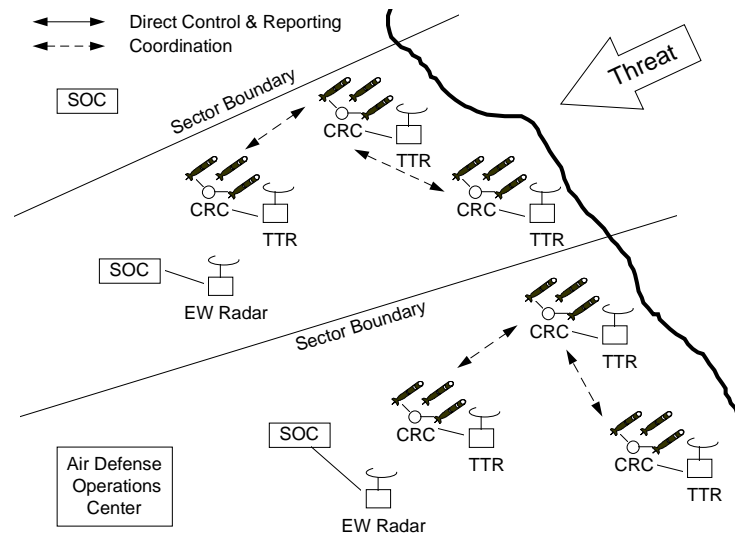 Direct Control & Reporting
Coordination
Threat
SOC
Sector Boundary
CRC
TTR
CRC
TTR
CRC
TTR
SOC
EW Radar
Sector Boundary
CRC
TTR
CRC
TTR
SOC
CRC
TTR
Air Defense
Operations
Center
EW Radar